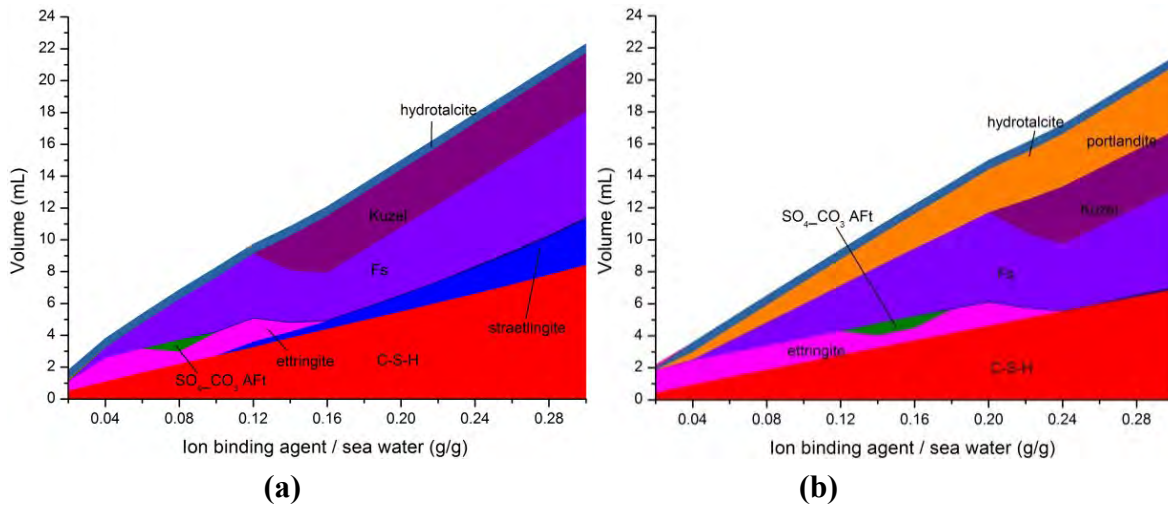 24
22
20
18
16
14
12
10
8
6
4
2
0
Volume (mL)
hydrotalcite
Kuzel
Fs
straetlingite
ettringite
C-S-H
SO₄_CO₃ AFt
0.04 0.08 0.12 0.16 0.20 0.24 0.28
Ion binding agent / sea water (g/g)
(a)
24
22
20
18
16
14
12
10
8
6
4
2
0
Volume (mL)
hydrotalcite
portlandite
SO₄_CO₃ AFt
Kuzel
Fs
ettringite
C-S-H
0.04 0.08 0.12 0.16 0.20 0.24 0.28
Ion binding agent / sea water (g/g)
(b)